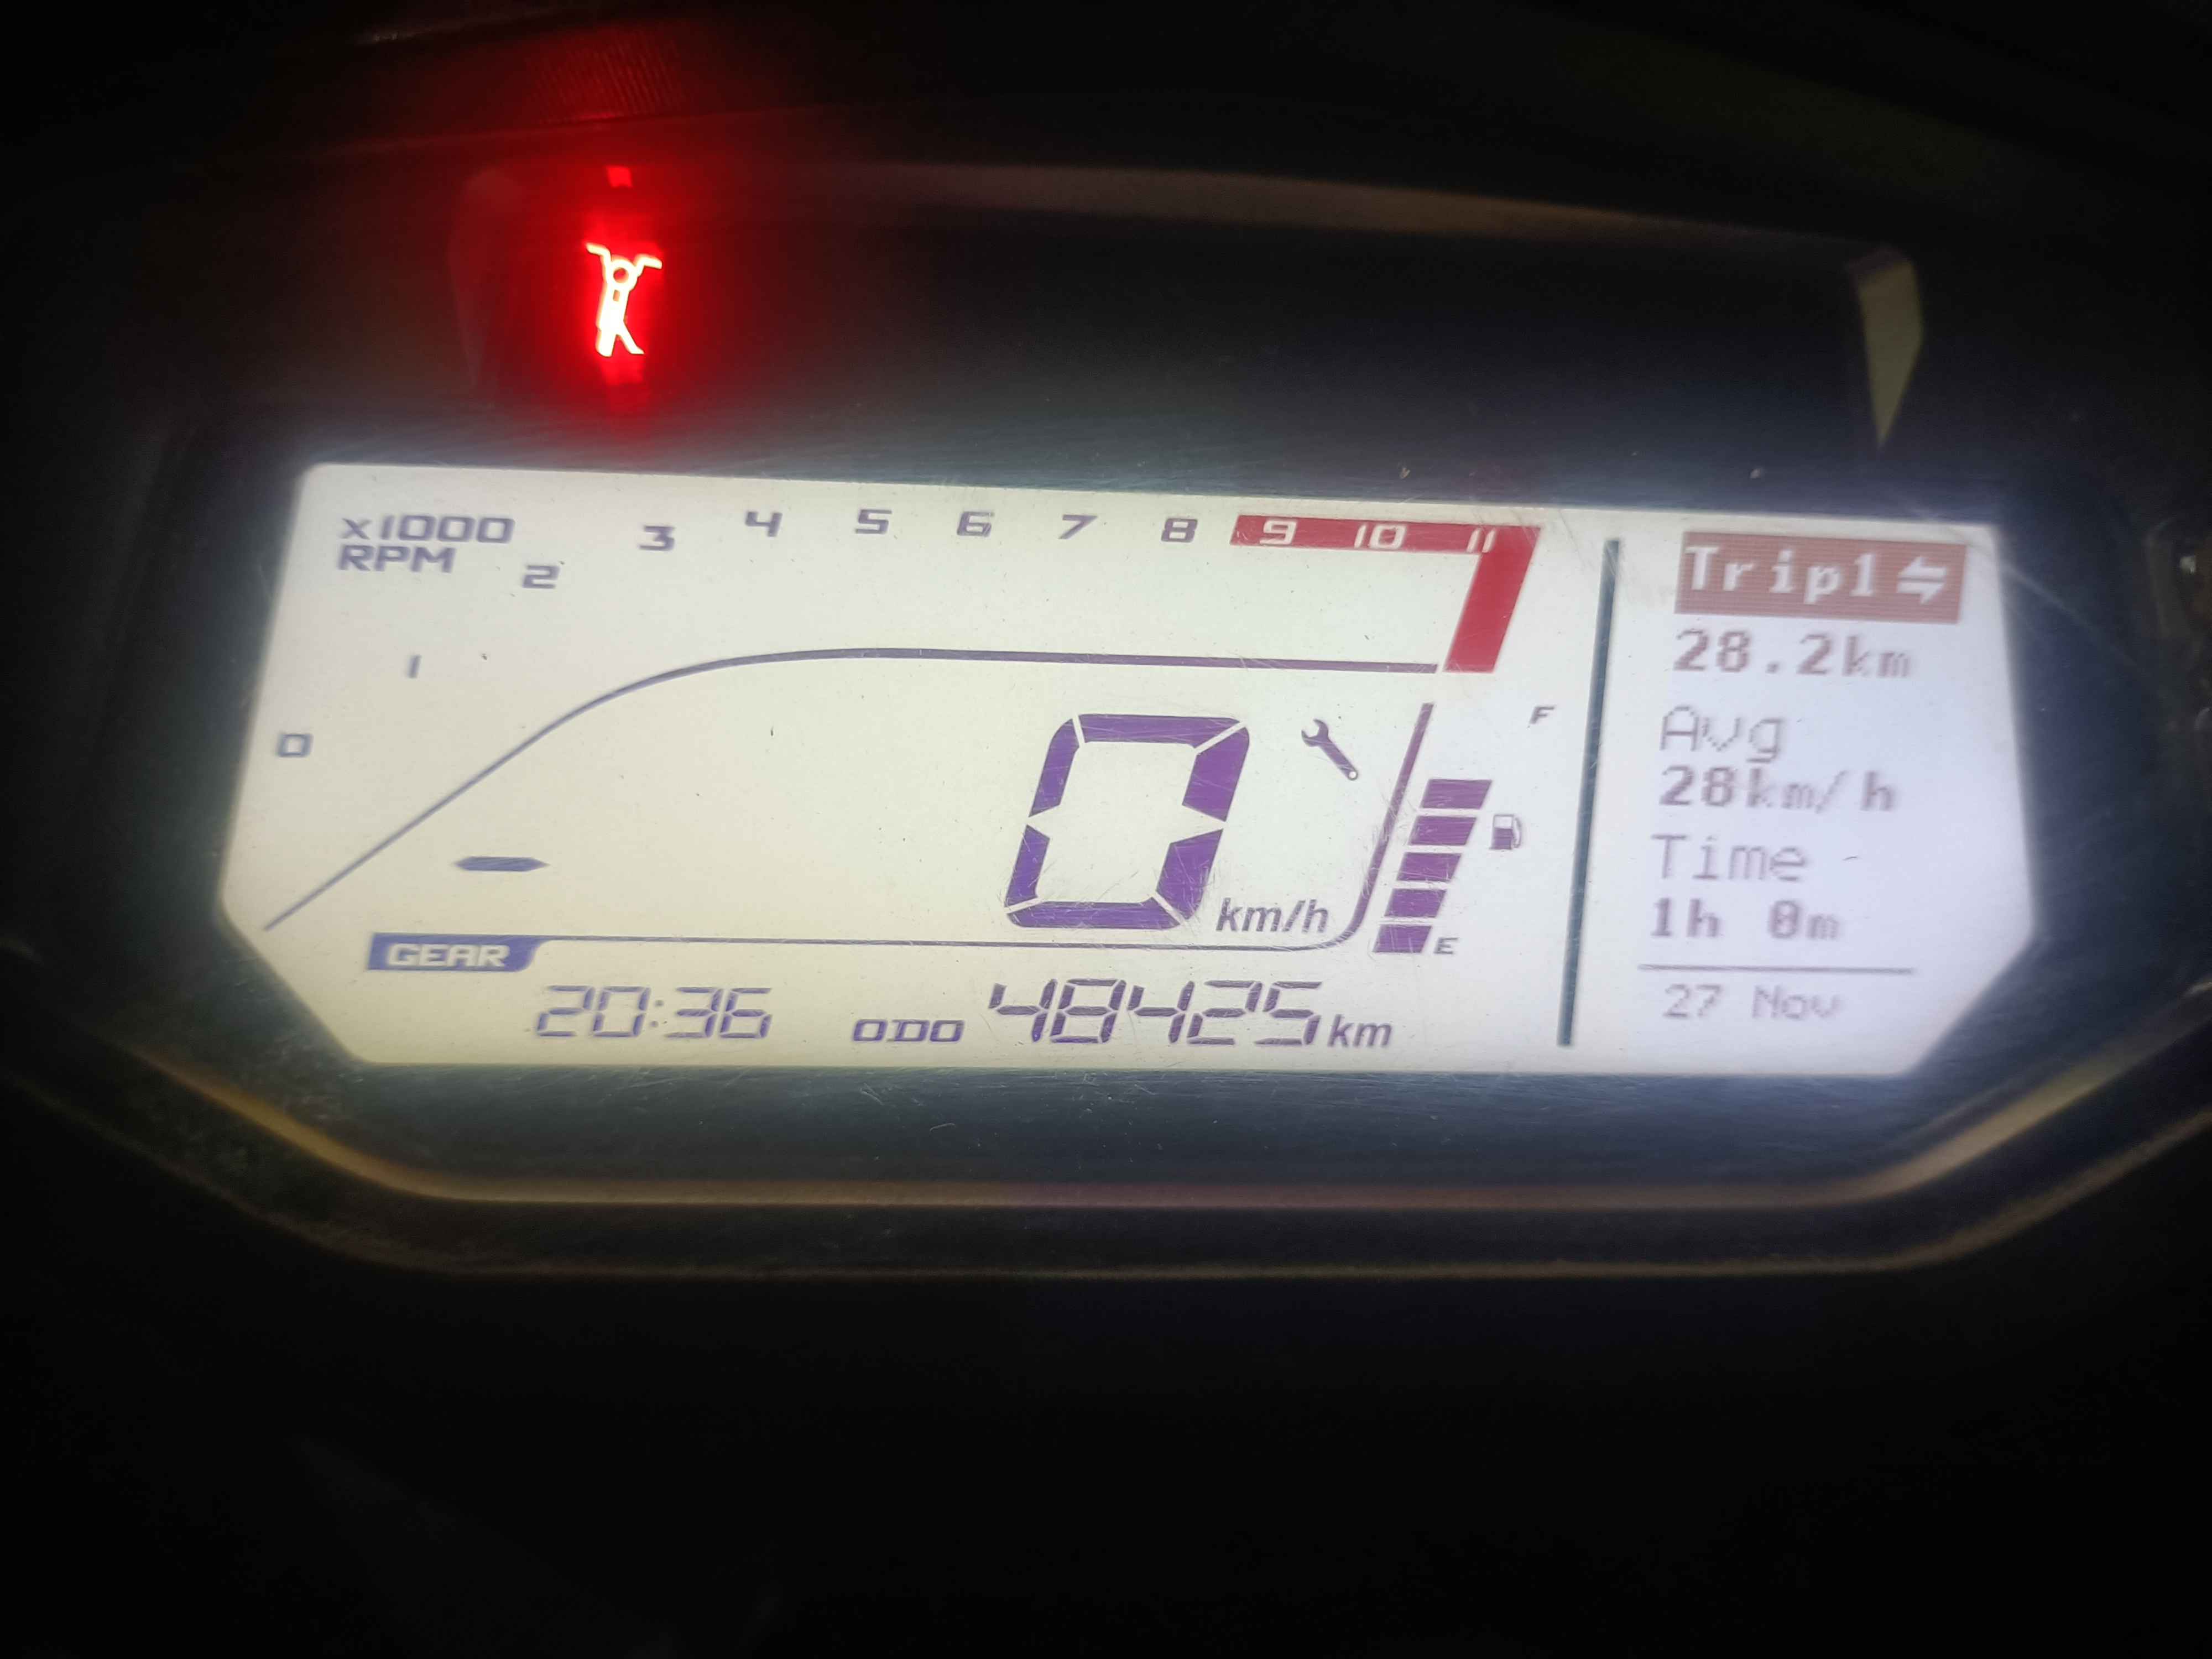 x1000
RPM
0 1 2 3 4 5 6 7 8 9 10 11
0 km/h
F
E
GEAR -
20:36 ODO 48425 km
Trip1⇋
28.2km
Avg
28km/h
Time
1h 0m
27 Nov